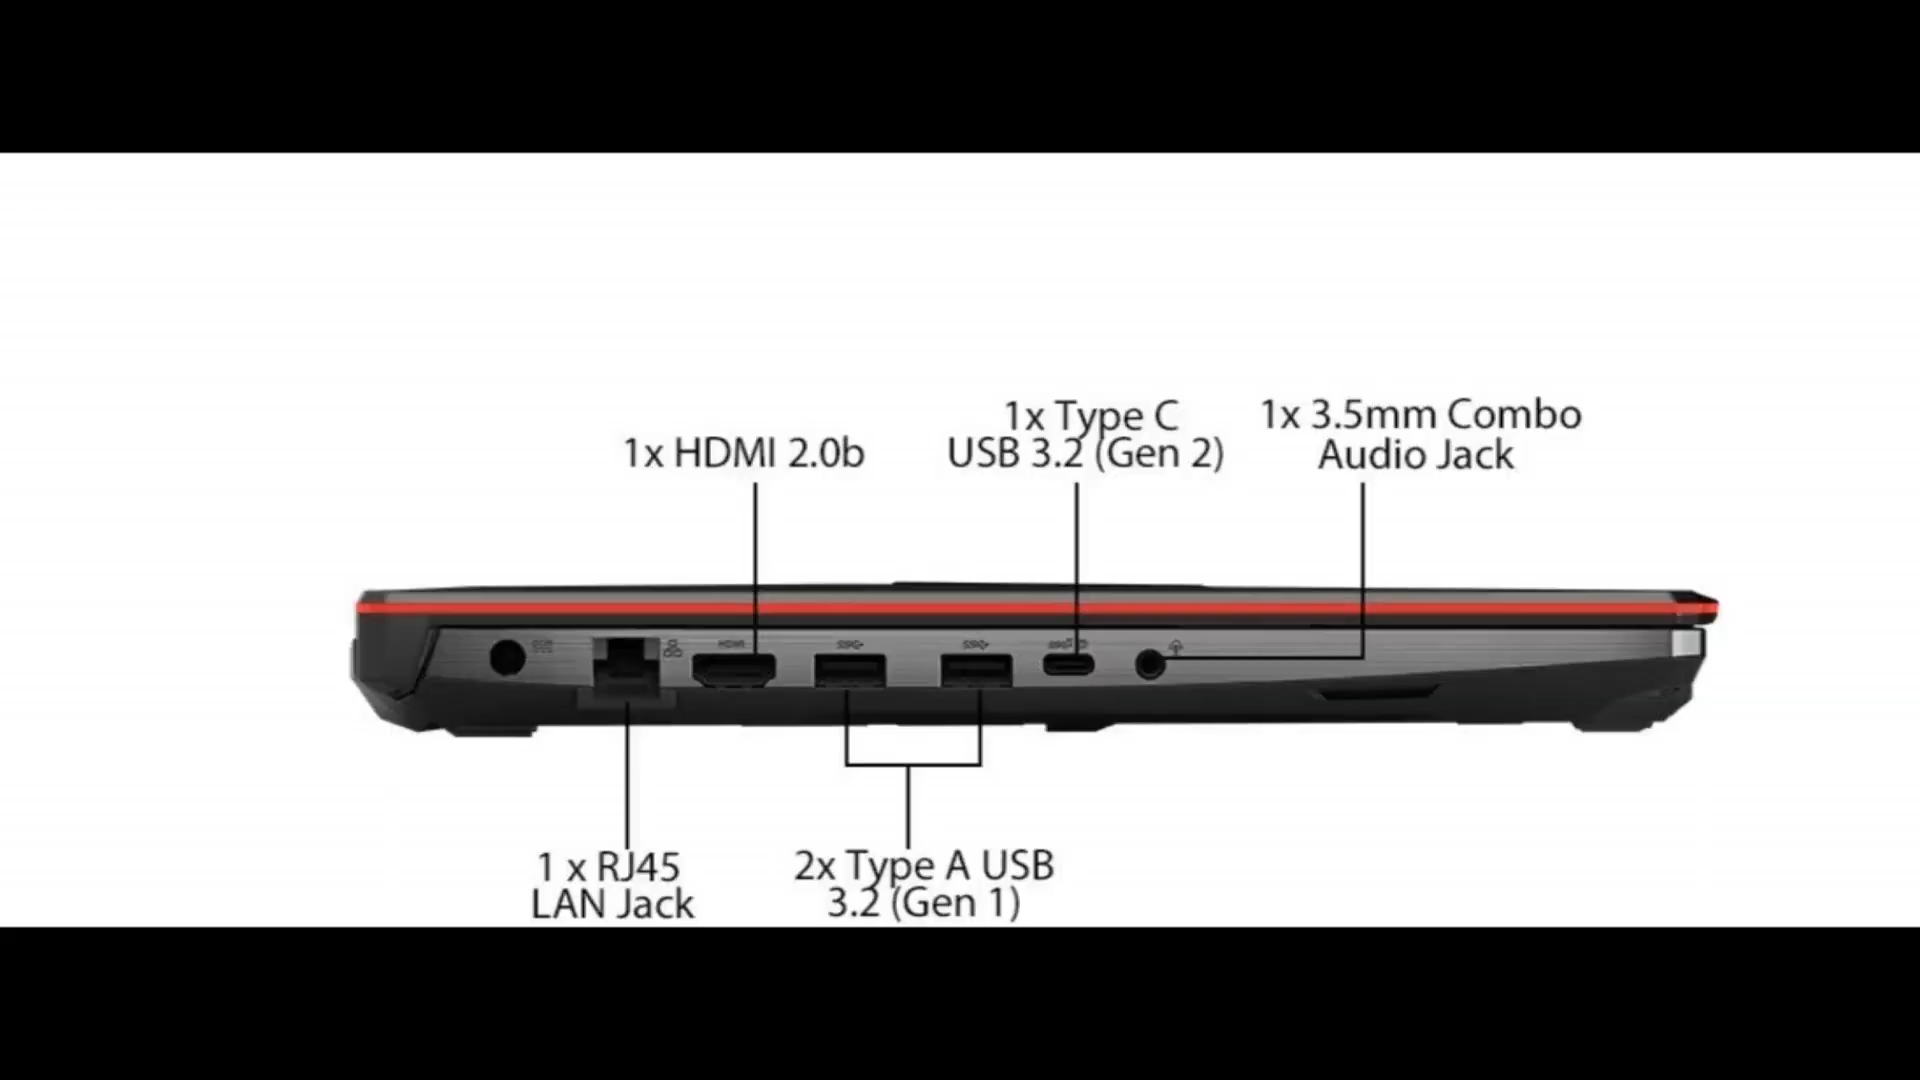 1x HDMI 2.0b
1x Type C
USB 3.2 (Gen 2)
1x 3.5mm Combo
Audio Jack
HDMI
1 x RJ45
LAN Jack
2x Type A USB
3.2 (Gen 1)